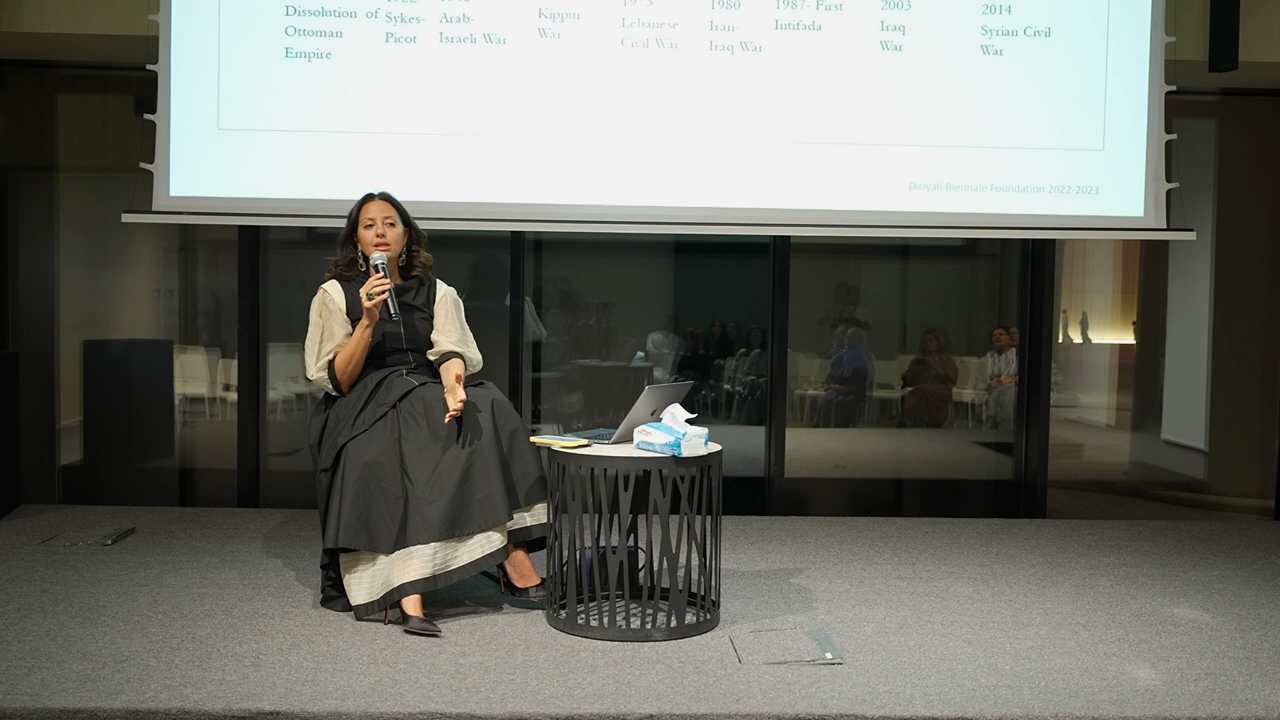 1980
1987- First
2003
2014
Dissolution of
Sykes-
Arab-
Kippur
Lebanese
Iran-
Intifada
Iraq
Syrian Civil
Ottoman
Picot
Israeli War
War
Civil War
Iraq War
War
War
Empire
Diriyah Biennale Foundation 2022-2023